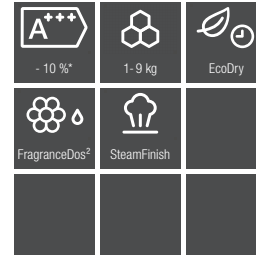 A+++
- 10 %*
1- 9 kg
EcoDry
FragranceDos²
SteamFinish